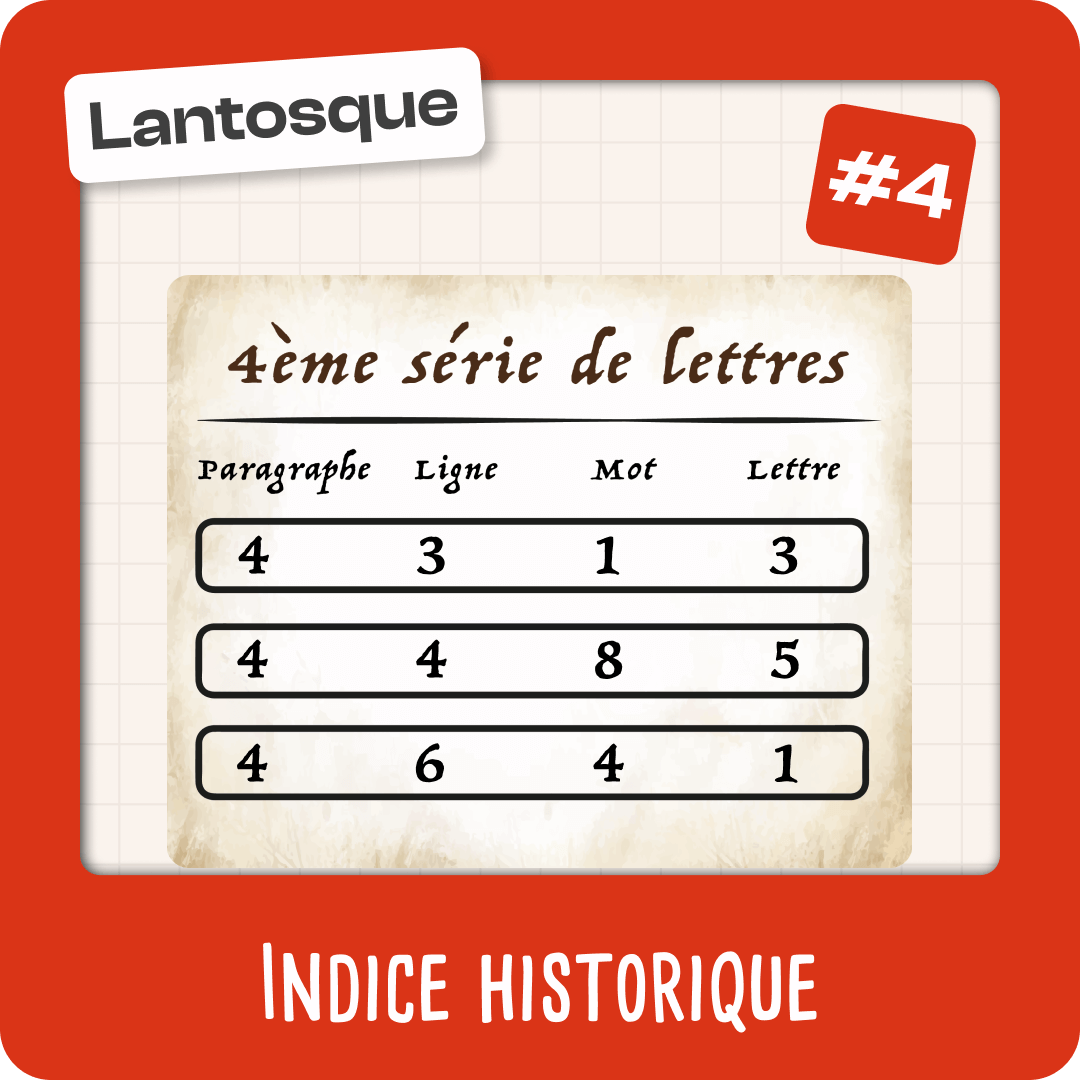 Lantosque
#4
4ème série de lettres
Paragraphe Ligne Mot Lettre
4 3 1 3
4 4 8 5
4 6 4 1
INDICE HISTORIQUE